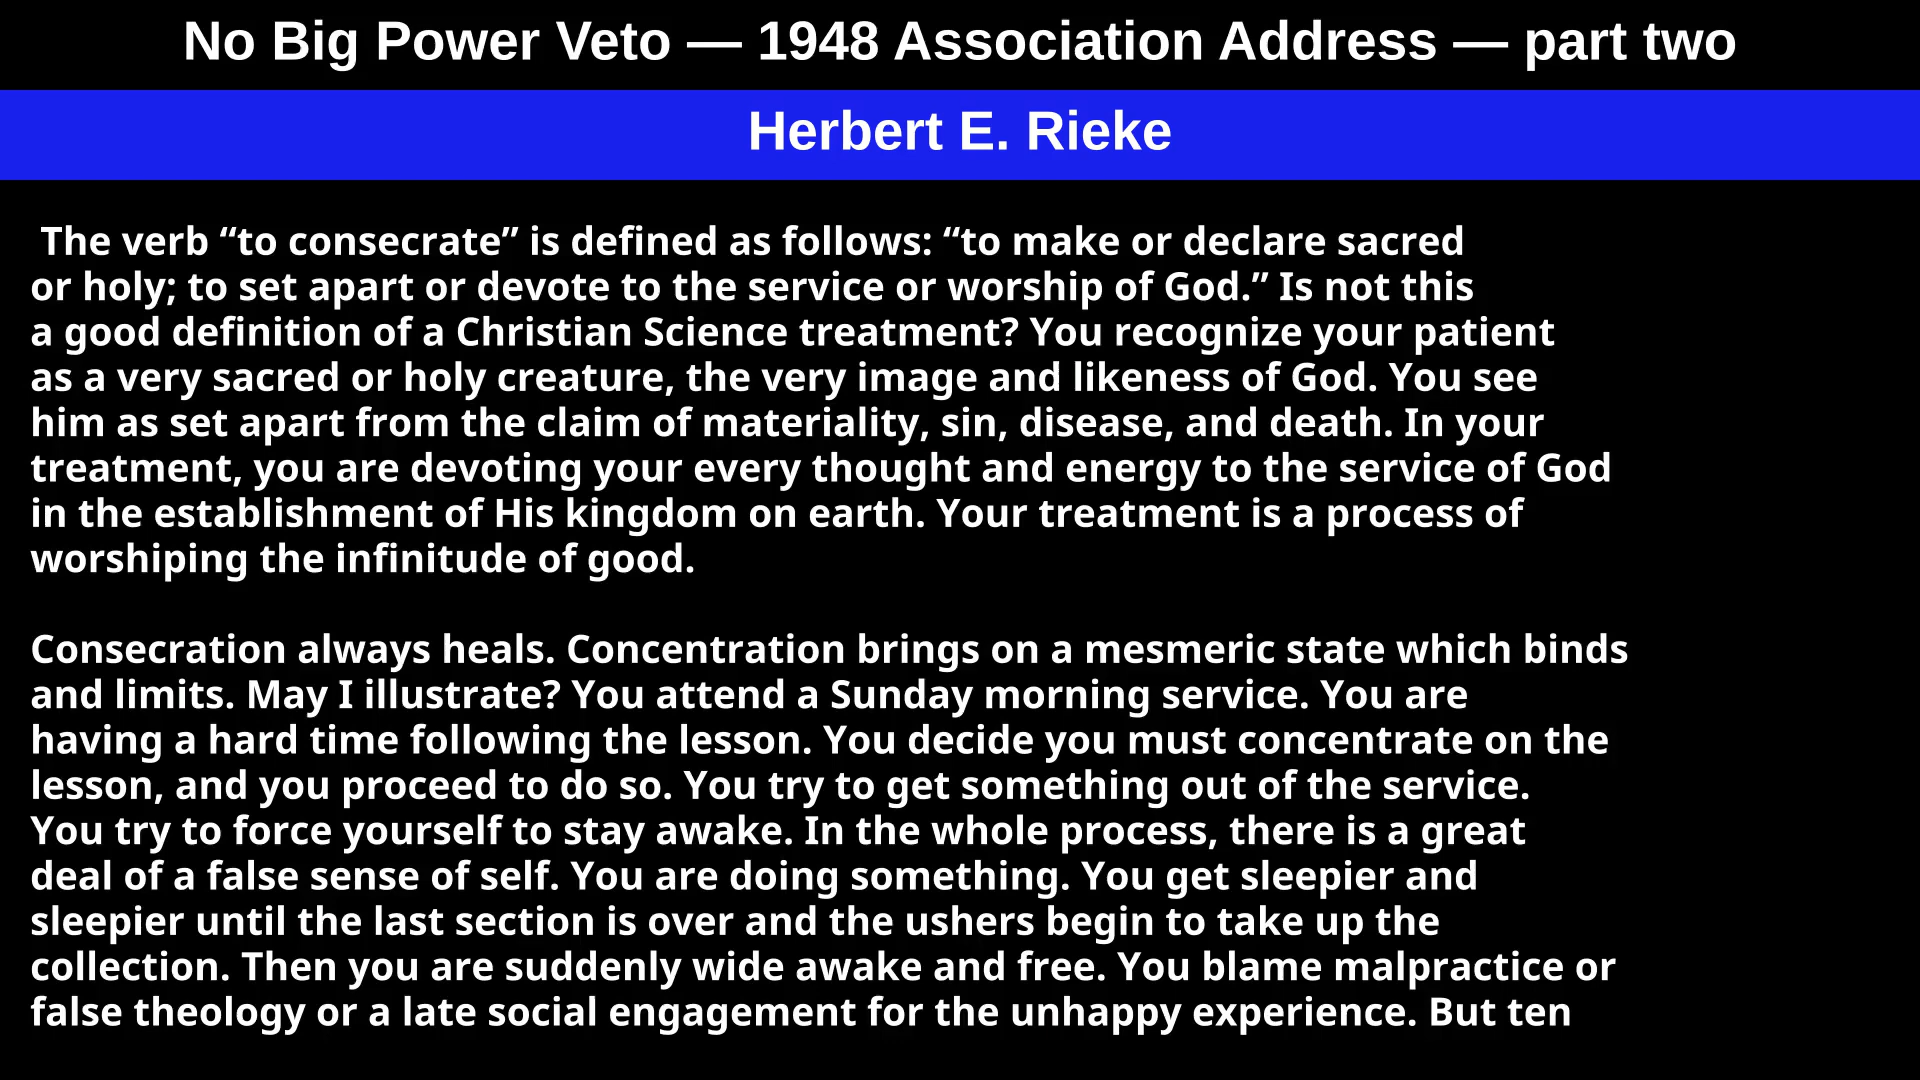 No Big Power Veto — 1948 Association Address — part two
Herbert E. Rieke
The verb “to consecrate” is defined as follows: “to make or declare sacred
or holy; to set apart or devote to the service or worship of God.” Is not this
a good definition of a Christian Science treatment? You recognize your patient
as a very sacred or holy creature, the very image and likeness of God. You see
him as set apart from the claim of materiality, sin, disease, and death. In your
treatment, you are devoting your every thought and energy to the service of God
in the establishment of His kingdom on earth. Your treatment is a process of
worshiping the infinitude of good.
Consecration always heals. Concentration brings on a mesmeric state which binds
and limits. May I illustrate? You attend a Sunday morning service. You are
having a hard time following the lesson. You decide you must concentrate on the
lesson, and you proceed to do so. You try to get something out of the service.
You try to force yourself to stay awake. In the whole process, there is a great
deal of a false sense of self. You are doing something. You get sleepier and
sleepier until the last section is over and the ushers begin to take up the
collection. Then you are suddenly wide awake and free. You blame malpractice or
false theology or a late social engagement for the unhappy experience. But ten